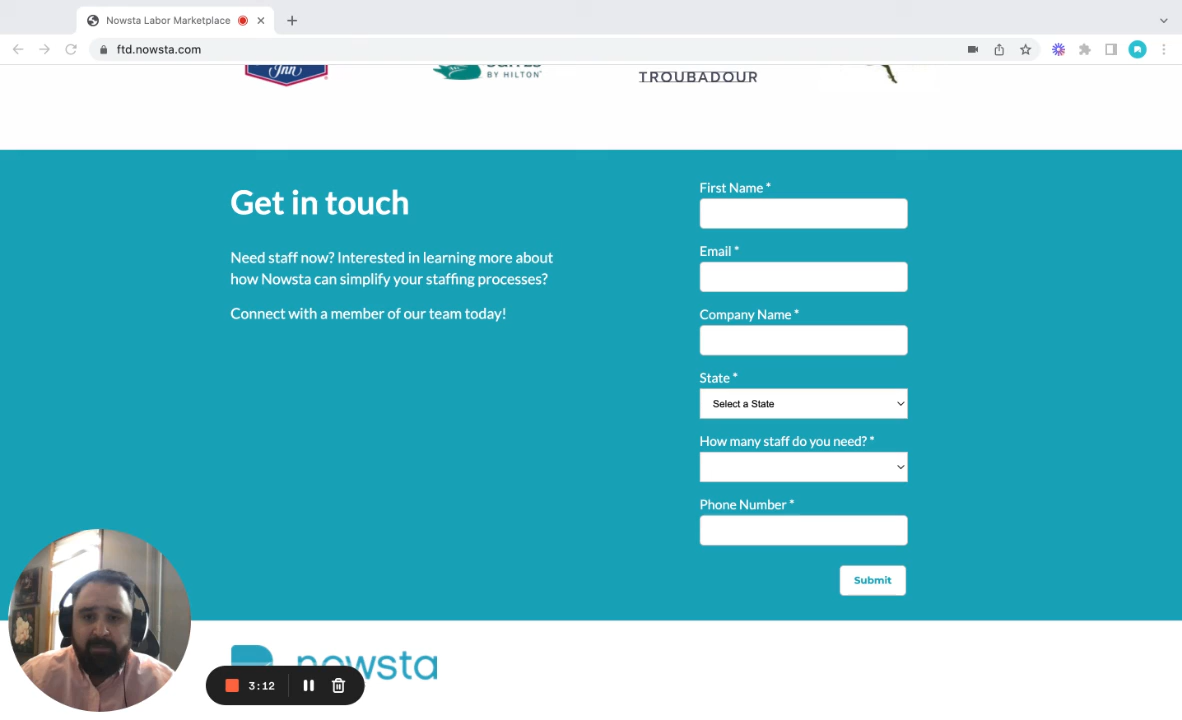 Nowsta Labor Marketplace
ftd.nowsta.com
Inn
BY HILTON
TROUBADOUR
Get in touch
Need staff now? Interested in learning more about
how Nowsta can simplify your staffing processes?
Connect with a member of our team today!
First Name *
Email *
Company Name *
State *
Select a State
How many staff do you need? *
Phone Number *
Submit
nowsta
3:12